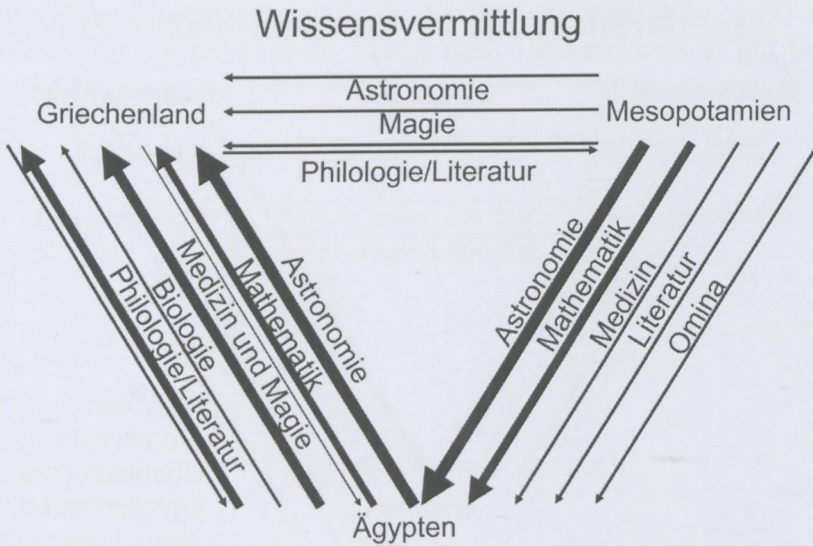 Wissensvermittlung
Astronomie
Griechenland
Mesopotamien
Magie
Philologie/Literatur
Philologie/Literatur
Biologie
Medizin und Magie
Mathematik
Astronomie
Astronomie
Mathematik
Medizin
Literatur
Omina
Ägypten